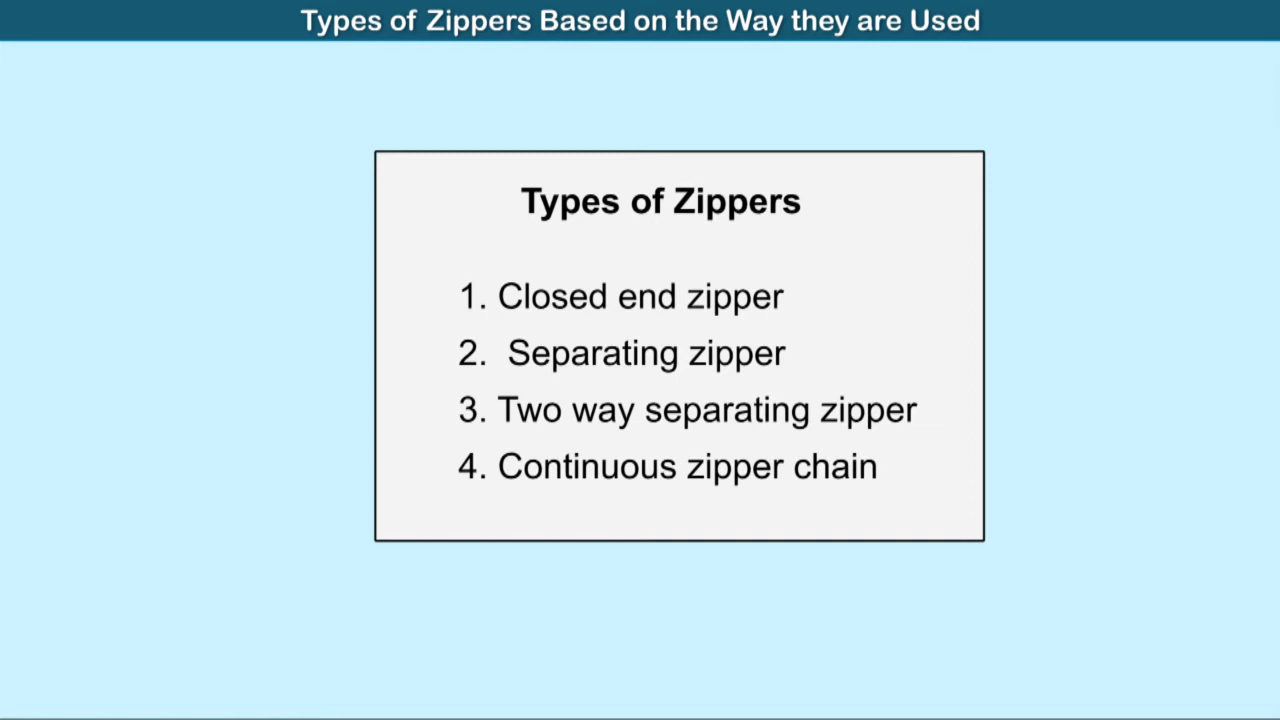 Types of Zippers Based on the Way they are Used
Types of Zippers
1. Closed end zipper
2. Separating zipper
3. Two way separating zipper
4. Continuous zipper chain